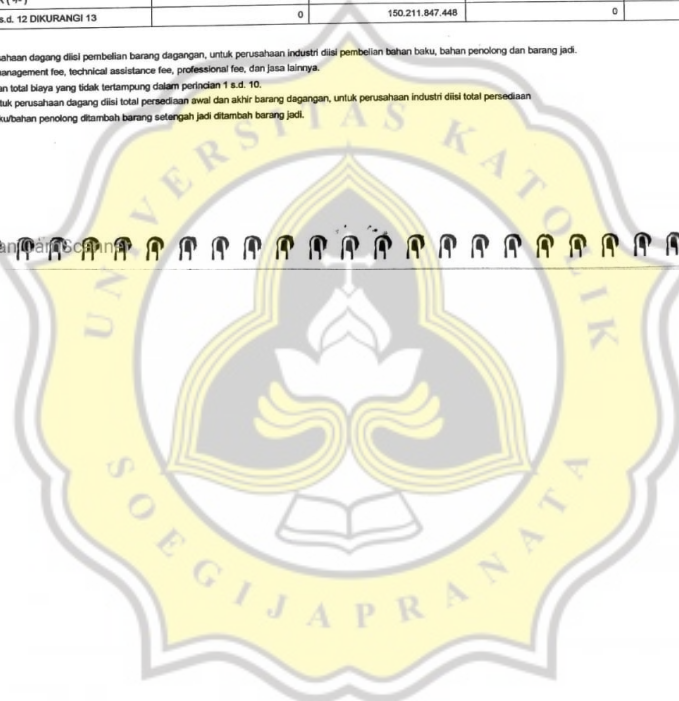 s.d. 12 DIKURANGI 13 0 150.211.847.448 0
ahaan dagang diisi pembelian barang dagangan, untuk perusahaan industri diisi pembelian bahan baku, bahan penolong dan barang jadi.
anagement fee, technical assistance fee, professional fee, dan jasa lainnya.
an total biaya yang tidak tertampung dalam perincian 1 s.d. 10.
tuk perusahaan dagang diisi total persediaan awal dan akhir barang dagangan, untuk perusahaan industri diisi total persediaan
ku/bahan penolong ditambah barang setengah jadi ditambah barang jadi.
UNIVERSITAS KATOLIK
SOEGIJAPRANATA